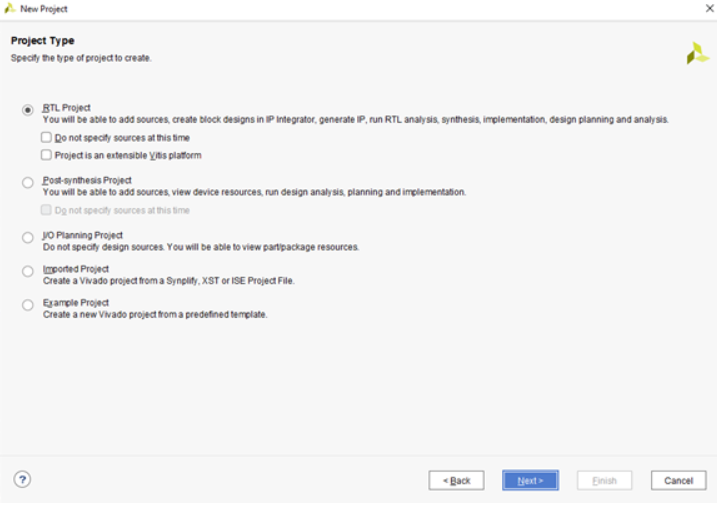 New Project
Project Type
Specify the type of project to create.
RTL Project
You will be able to add sources, create block designs in IP Integrator, generate IP, run RTL analysis, synthesis, implementation, design planning and analysis.
Do not specify sources at this time
Project is an extensible Vitis platform
Post-synthesis Project
You will be able to add sources, view device resources, run design analysis, planning and implementation.
Do not specify sources at this time
I/O Planning Project
Do not specify design sources. You will be able to view part/package resources.
Imported Project
Create a Vivado project from a Synplify, XST or ISE Project File.
Example Project
Create a new Vivado project from a predefined template.
? < Back Next > Finish Cancel